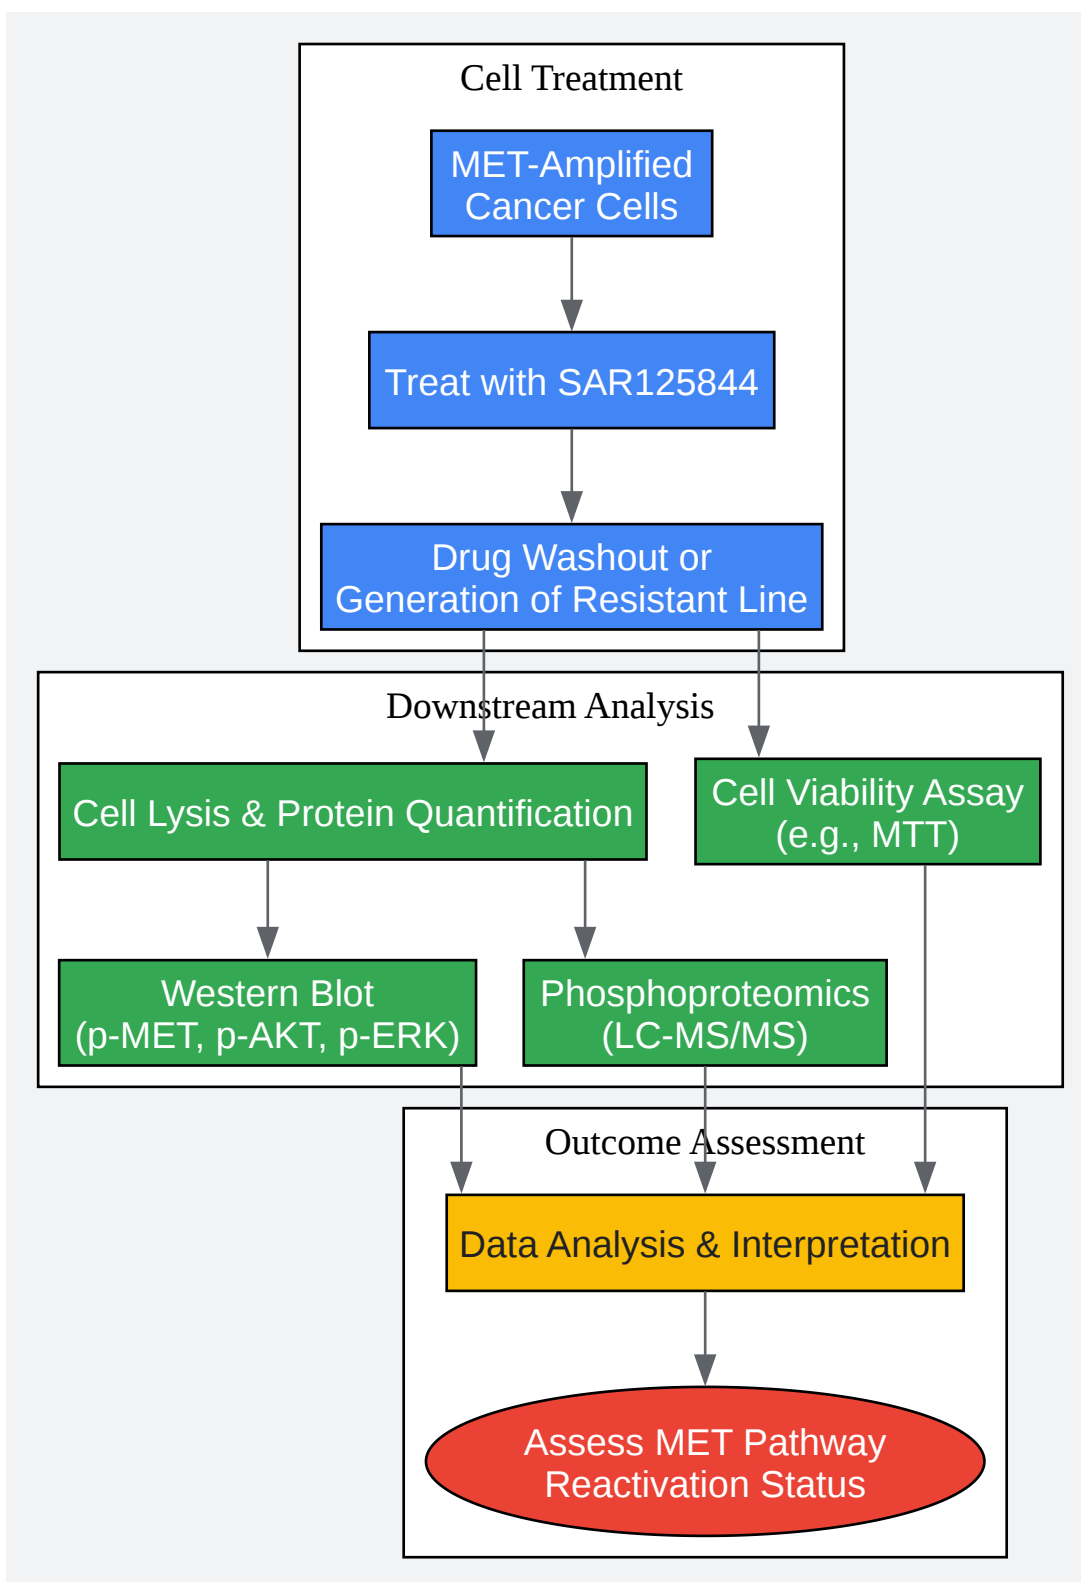 Cell Treatment
MET-Amplified
Cancer Cells
Treat with SAR125844
Drug Washout or
Generation of Resistant Line
Downstream Analysis
Cell Lysis & Protein Quantification
Cell Viability Assay
(e.g., MTT)
Western Blot
(p-MET, p-AKT, p-ERK)
Phosphoproteomics
(LC-MS/MS)
Outcome Assessment
Data Analysis & Interpretation
Assess MET Pathway
Reactivation Status